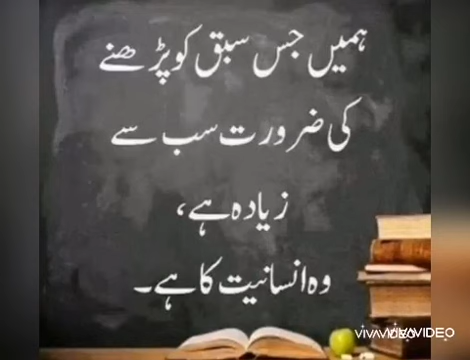 ہمیں جس سبق کو پڑھنے
کی ضرورت سب سے
زیادہ ہے،
وہ انسانیت کا ہے۔
VIVAVIDEO